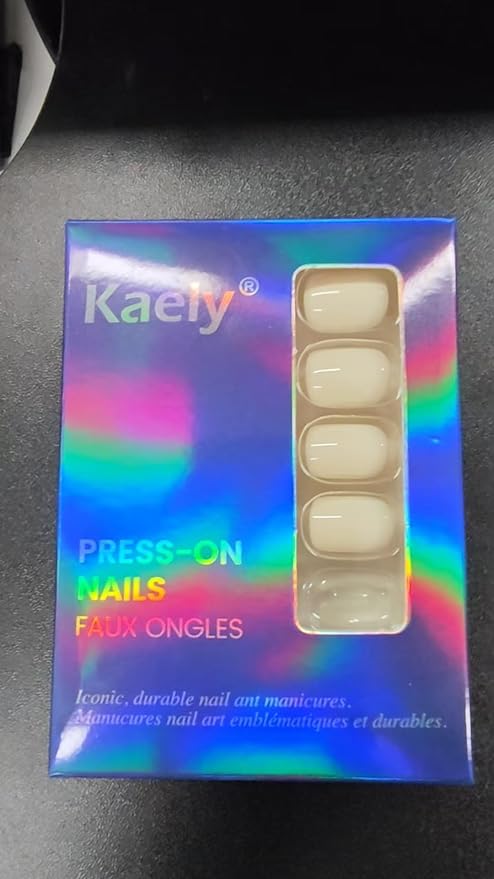 Kaely®
PRESS-ON
NAILS
FAUX ONGLES
Iconic, durable nail ant manicures.
Manucures nail art emblématiques et durables.